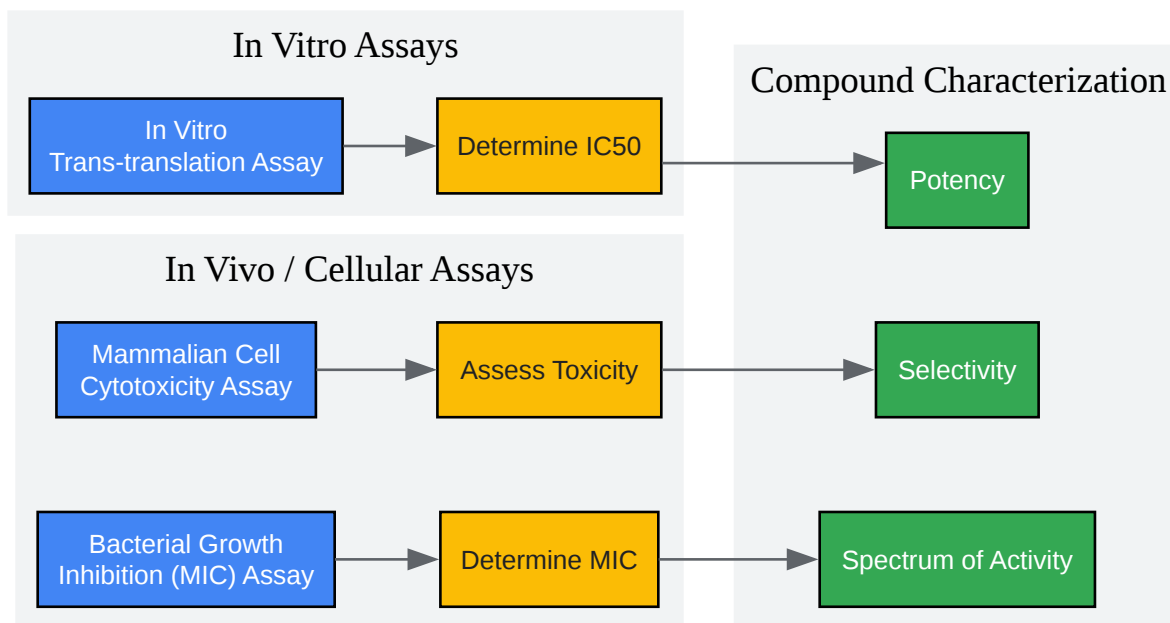 In Vitro Assays
In Vitro
Trans-translation Assay
Determine IC50
Compound Characterization
Potency
In Vivo / Cellular Assays
Mammalian Cell
Cytotoxicity Assay
Assess Toxicity
Selectivity
Bacterial Growth
Inhibition (MIC) Assay
Determine MIC
Spectrum of Activity